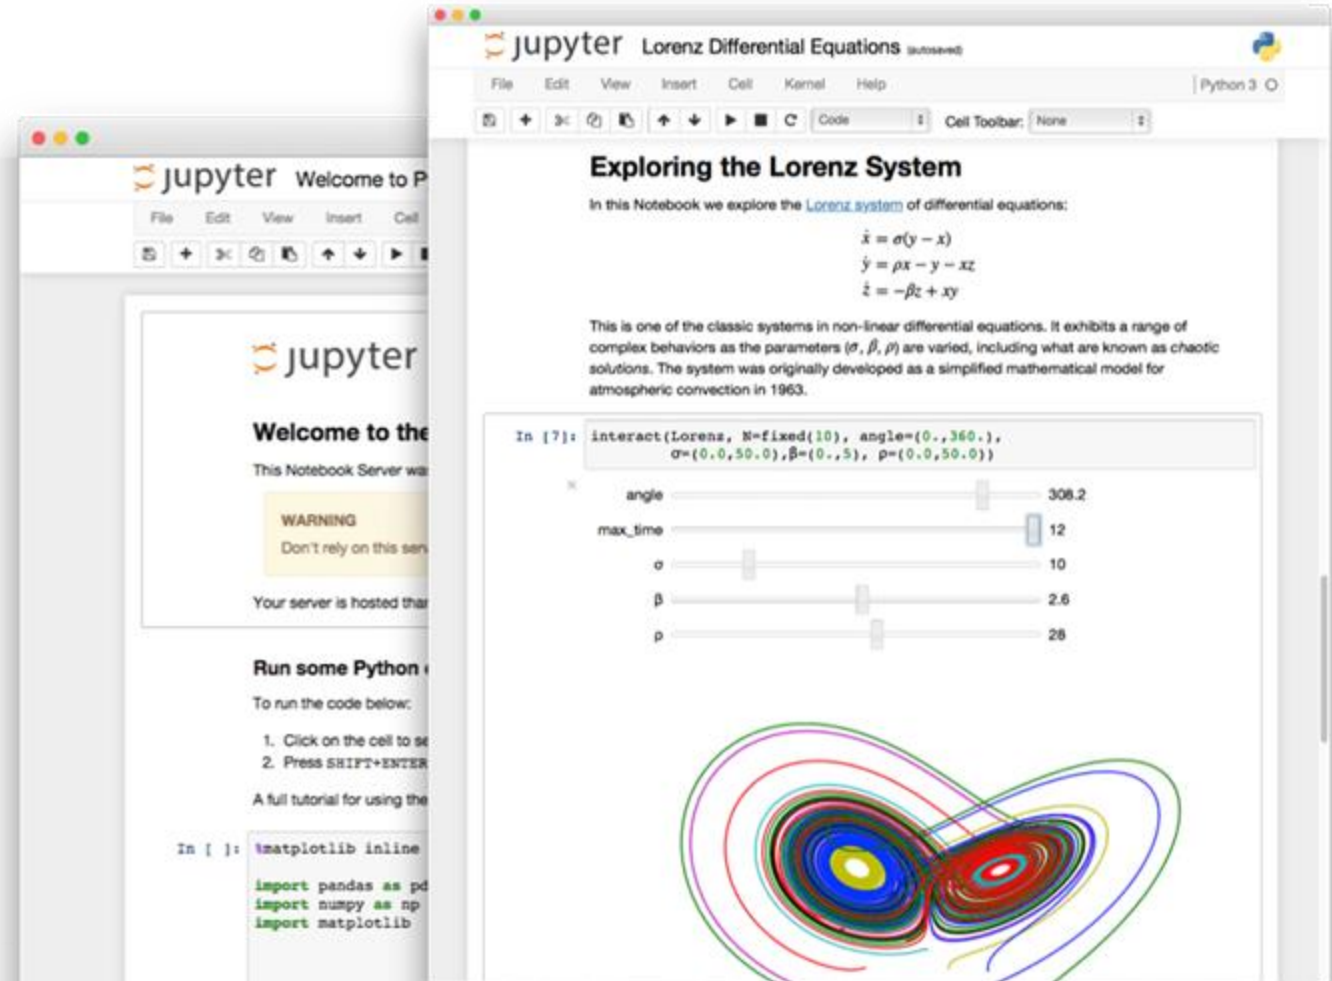 jupyter Lorenz Differential Equations (autosaved)
File Edit View Insert Cell Kernel Help Python 3
Code Cell Toolbar: None
Exploring the Lorenz System
In this Notebook we explore the Lorenz system of differential equations:
ẋ = σ(y − x)
ẏ = ρx − y − xz
ż = −βz + xy
This is one of the classic systems in non-linear differential equations. It exhibits a range of
complex behaviors as the parameters (σ, β, ρ) are varied, including what are known as chaotic
solutions. The system was originally developed as a simplified mathematical model for
atmospheric convection in 1963.
In [7]: interact(Lorenz, N=fixed(10), angle=(0.,360.),
σ=(0.0,50.0),β=(0.,5), ρ=(0.0,50.0))
angle 308.2
max_time 12
σ 10
β 2.6
ρ 28
jupyter Welcome to P
File Edit View Insert Cell
jupyter
Welcome to the
This Notebook Server wa
WARNING
Don't rely on this serv
Your server is hosted than
Run some Python
To run the code below:
1. Click on the cell to se
2. Press SHIFT+ENTER
A full tutorial for using the
In [ ]: %matplotlib inline
import pandas as pd
import numpy as np
import matplotlib